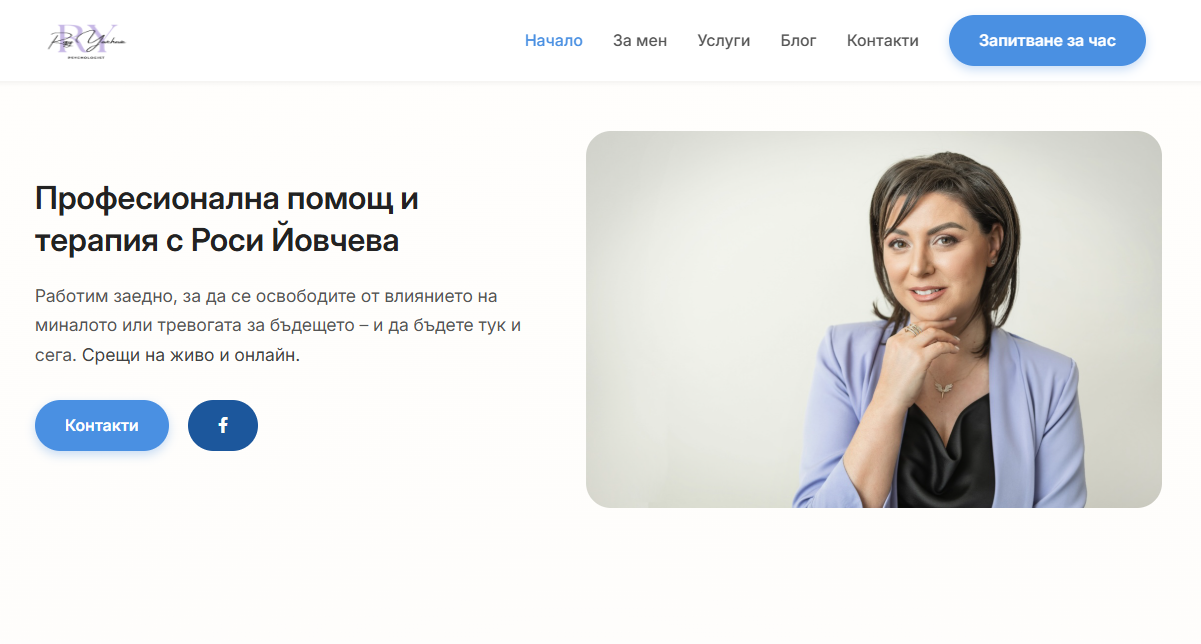 RY
PSYCHOLOGIST
Начало За мен Услуги Блог Контакти Запитване за час
Професионална помощ и
терапия с Роси Йовчева
Работим заедно, за да се освободите от влиянието на
миналото или тревогата за бъдещето – и да бъдете тук и
сега. Срещи на живо и онлайн.
Контакти